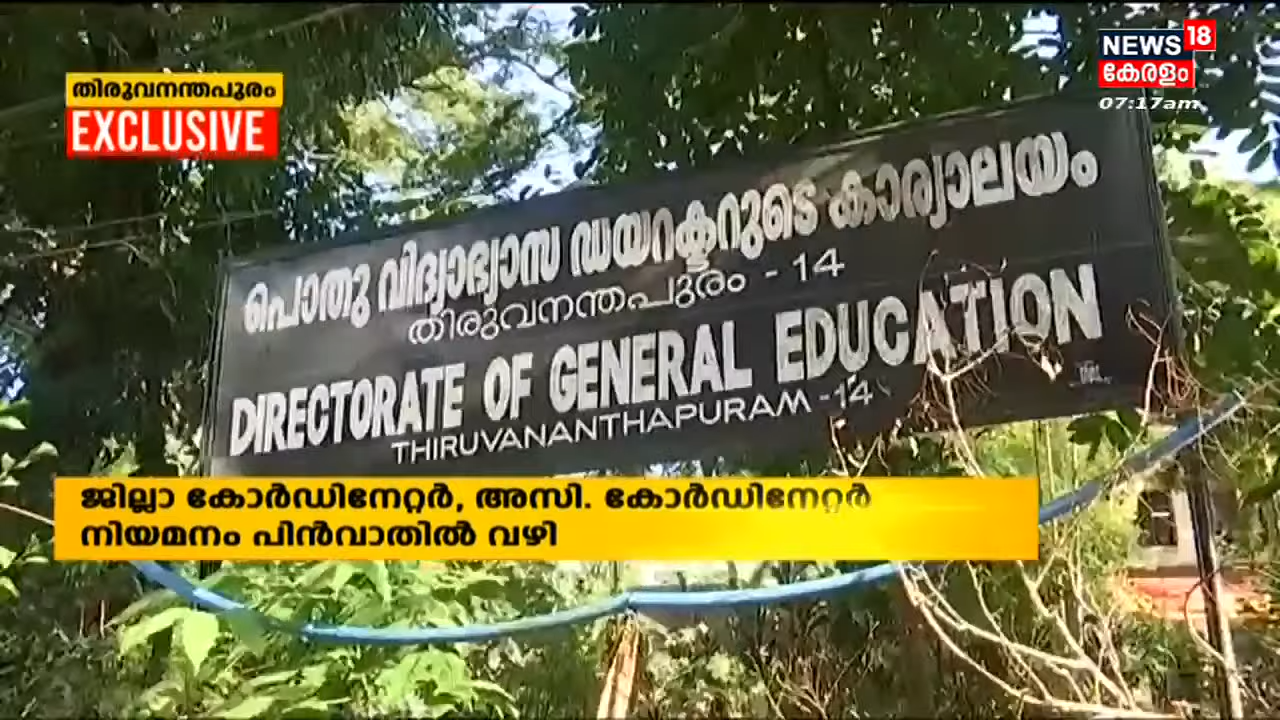 NEWS 18
കേരളം
07:17am
തിരുവനന്തപുരം
EXCLUSIVE
പൊതു വിദ്യാഭ്യാസ ഡയറക്ടറുടെ കാര്യാലയം
തിരുവനന്തപുരം - 14
DIRECTORATE OF GENERAL EDUCATION
THIRUVANANTHAPURAM - 14
ജില്ലാ കോർഡിനേറ്റർ, അസി. കോർഡിനേറ്റർ
നിയമനം പിൻവാതിൽ വഴി